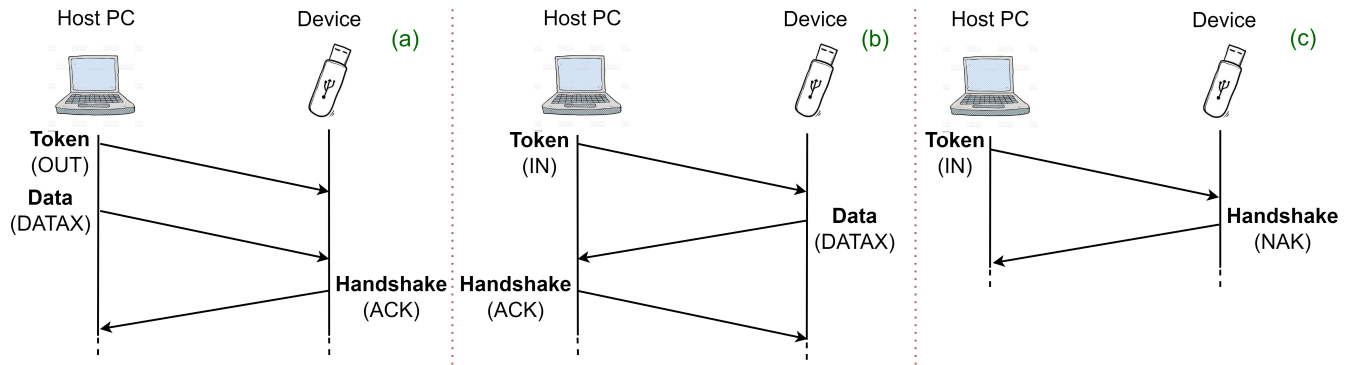 Host PC
Device
(a)
Token
(OUT)
Data
(DATAX)
Handshake
(ACK)
Host PC
Device
(b)
Token
(IN)
Data
(DATAX)
Handshake
(ACK)
Host PC
Device
(c)
Token
(IN)
Handshake
(NAK)